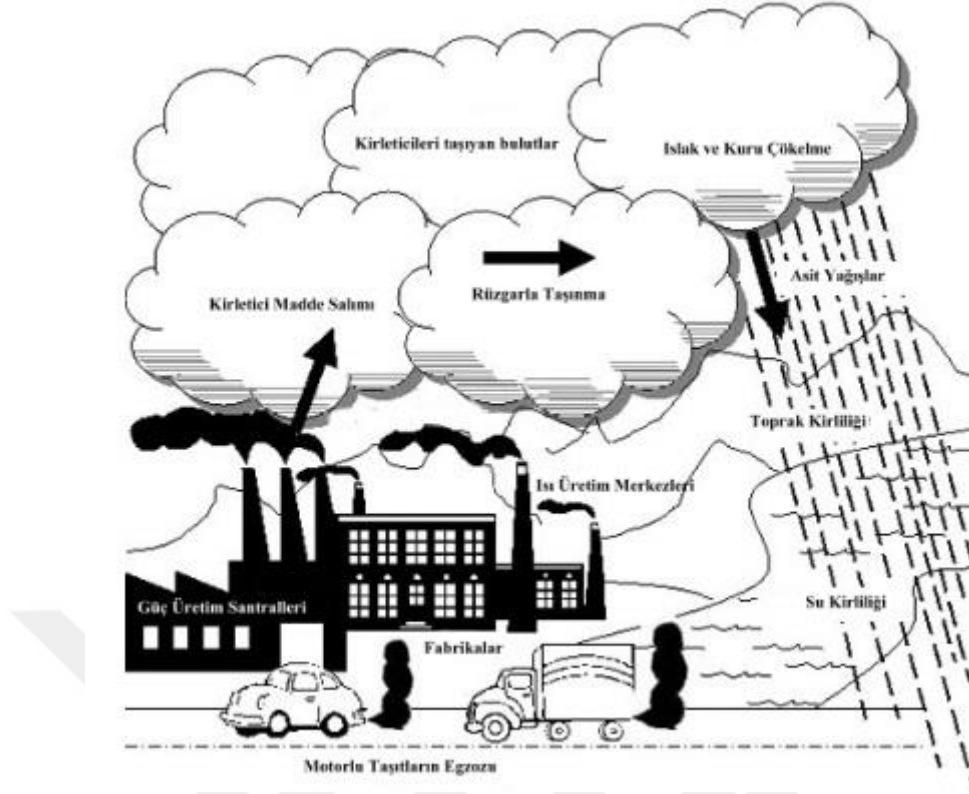 Kirleticileri taşıyan bulutlar
Islak ve Kuru Çökelme
Asit Yağışlar
Rüzgarla Taşınma
Kirletici Madde Salımı
Toprak Kirliliği
Isı Üretim Merkezleri
Güç Üretim Santralleri
Su Kirliliği
Fabrikalar
Motorlu Taşıtların Egzozu